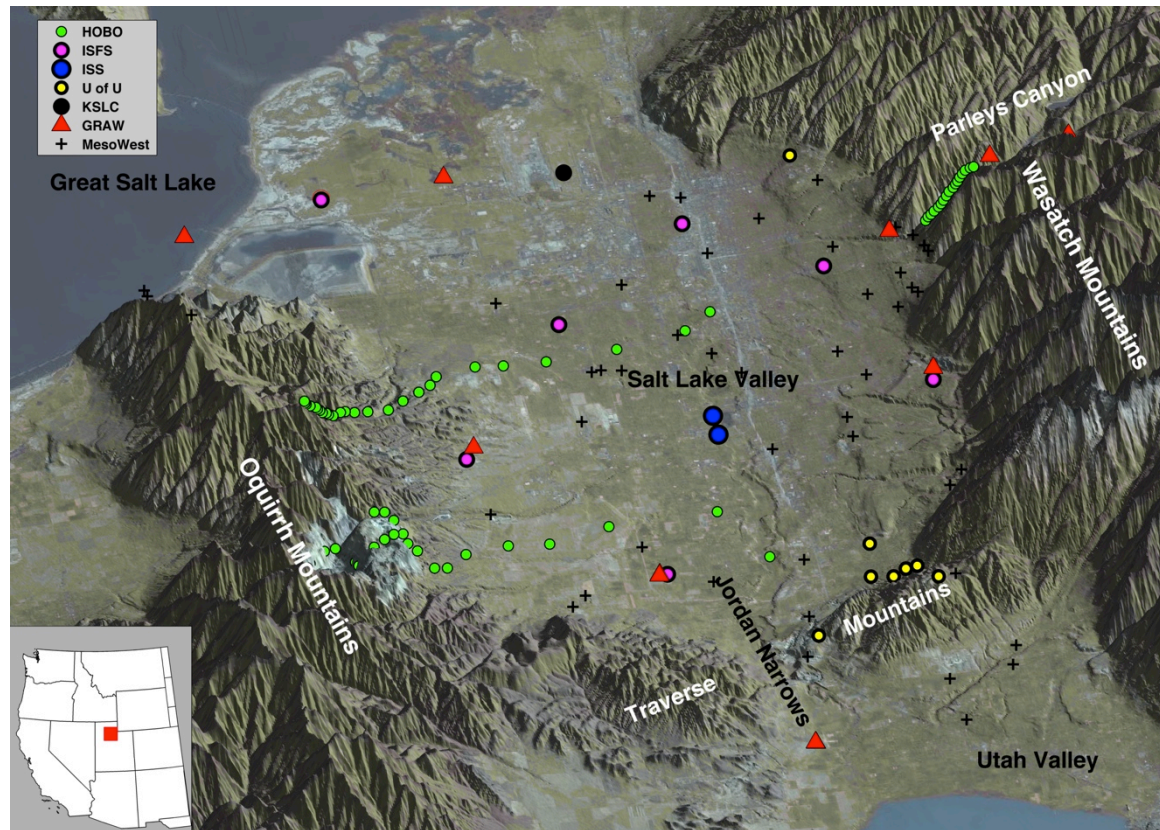 HOBO
ISFS
ISS
U of U
KSLC
GRAW
MesoWest
Great Salt Lake
Parleys Canyon
Wasatch Mountains
Salt Lake Valley
Oquirrh Mountains
Jordan Narrows
Traverse
Mountains
Utah Valley